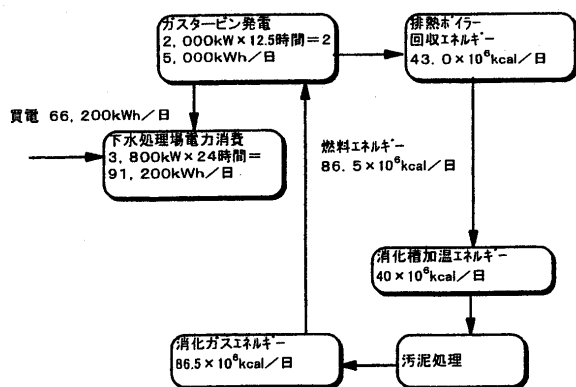 ガスタービン発電
2,000kW×12.5時間=2
5,000kWh/日
排熱ボイラー
回収エネルギー
43.0×10⁶kcal/日
買電 66,200kWh/日
下水処理場電力消費
3,800kW×24時間=
91,200kWh/日
燃料エネルギー
86.5×10⁶kcal/日
消化槽加温エネルギー
40×10⁶kcal/日
消化ガスエネルギー
86.5×10⁶kcal/日
汚泥処理